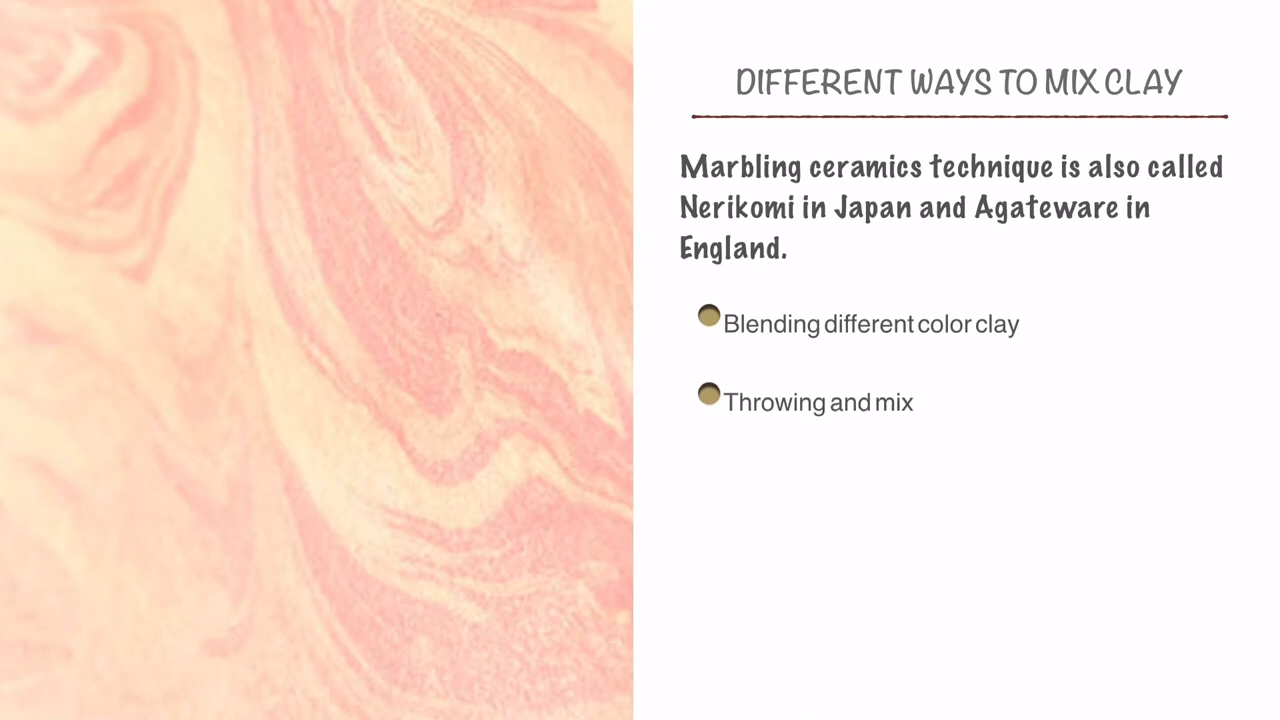 DIFFERENT WAYS TO MIX CLAY
Marbling ceramics technique is also called
Nerikomi in Japan and Agateware in
England.
Blending different color clay
Throwing and mix